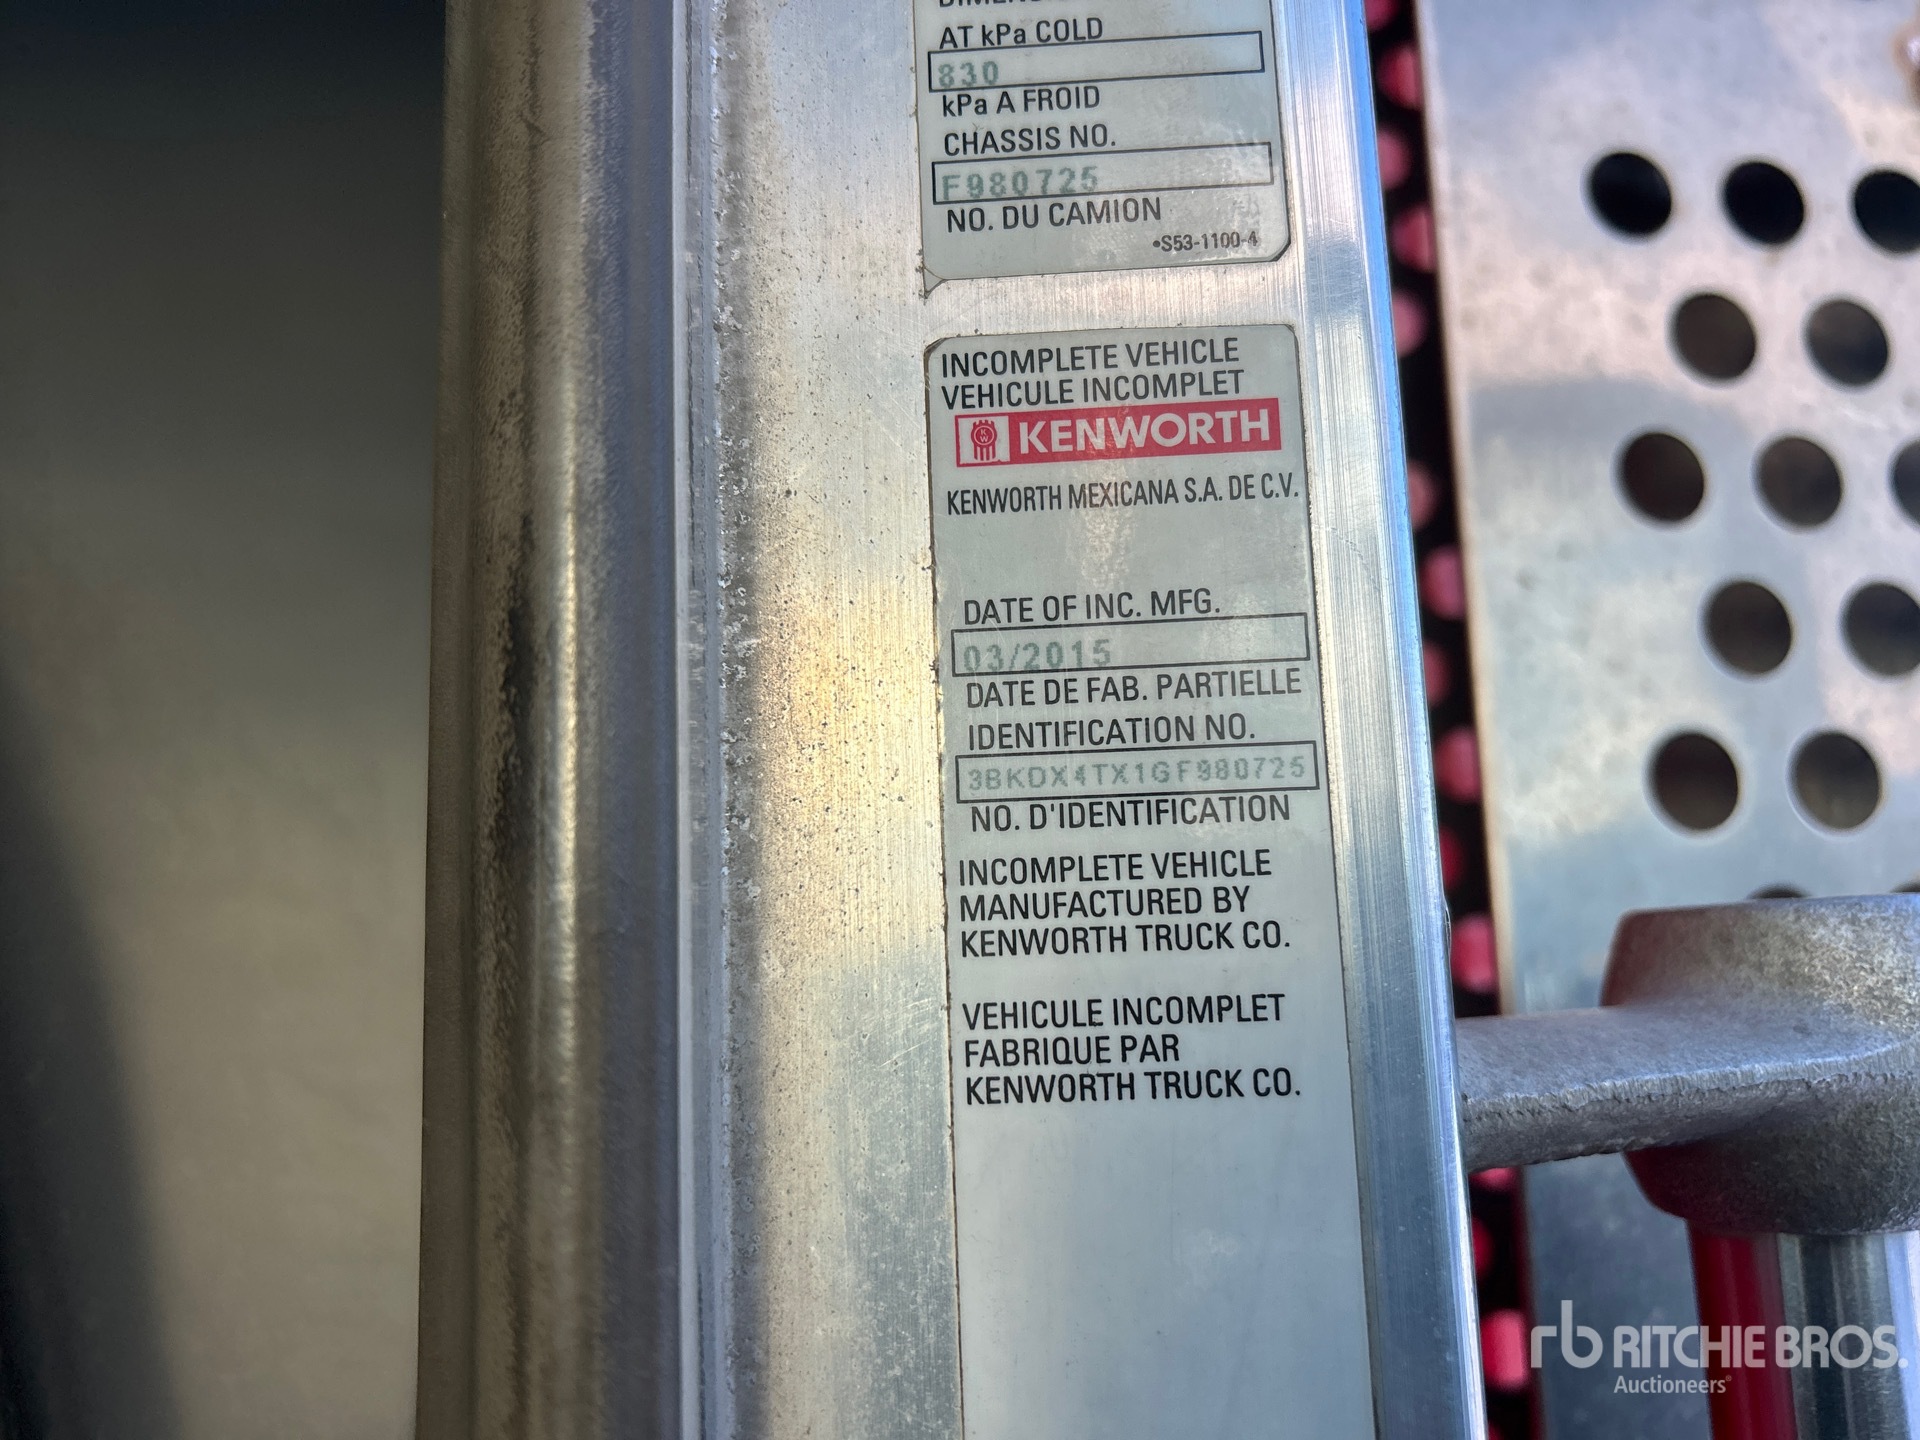 AT kPa COLD
830
kPa A FROID
CHASSIS NO.
F980725
NO. DU CAMION
•S53-1100-4
INCOMPLETE VEHICLE
VEHICULE INCOMPLET
KW KENWORTH
KENWORTH MEXICANA S.A. DE C.V.
DATE OF INC. MFG.
03/2015
DATE DE FAB. PARTIELLE
IDENTIFICATION NO.
3BKDX4TX1GF980725
NO. D'IDENTIFICATION
INCOMPLETE VEHICLE
MANUFACTURED BY
KENWORTH TRUCK CO.
VEHICULE INCOMPLET
FABRIQUE PAR
KENWORTH TRUCK CO.
rb RITCHIE BROS.
Auctioneers®